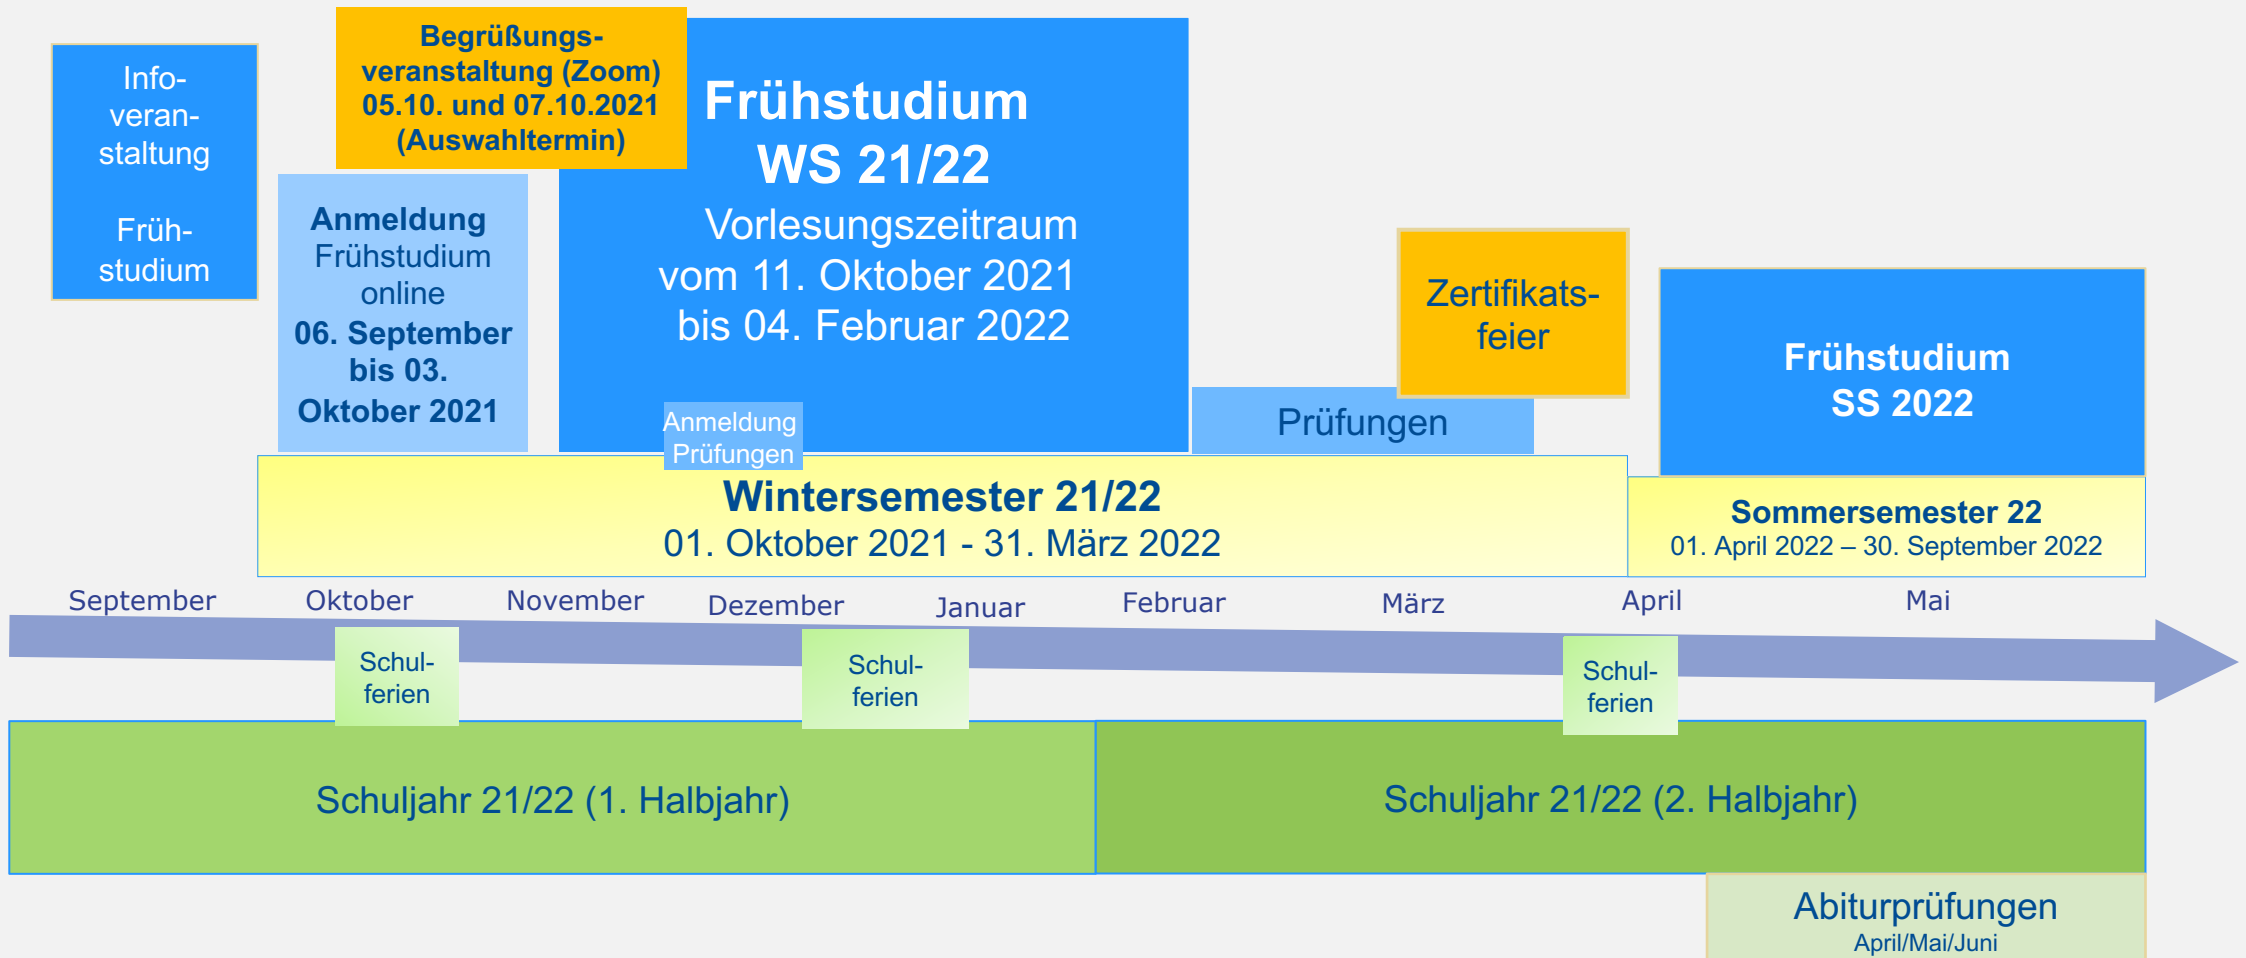 Info-
veran-
staltung
Früh-
studium
Begrüßungs-
veranstaltung (Zoom)
05.10. und 07.10.2021
(Auswahltermin)
Anmeldung
Frühstudium
online
06. September
bis 03.
Oktober 2021
Frühstudium
WS 21/22
Vorlesungszeitraum
vom 11. Oktober 2021
bis 04. Februar 2022
Anmeldung
Prüfungen
Prüfungen
Zertifikats-
feier
Frühstudium
SS 2022
Wintersemester 21/22
01. Oktober 2021 - 31. März 2022
Sommersemester 22
01. April 2022 – 30. September 2022
September
Oktober
November
Dezember
Januar
Februar
März
April
Mai
Schul-
ferien
Schul-
ferien
Schul-
ferien
Schuljahr 21/22 (1. Halbjahr)
Schuljahr 21/22 (2. Halbjahr)
Abiturprüfungen
April/Mai/Juni